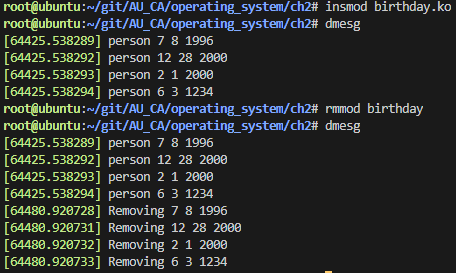 root@ubuntu:~/git/AU_CA/operating_system/ch2# insmod birthday.ko
root@ubuntu:~/git/AU_CA/operating_system/ch2# dmesg
[64425.538289] person 7 8 1996
[64425.538292] person 12 28 2000
[64425.538293] person 2 1 2000
[64425.538294] person 6 3 1234
root@ubuntu:~/git/AU_CA/operating_system/ch2# rmmod birthday
root@ubuntu:~/git/AU_CA/operating_system/ch2# dmesg
[64425.538289] person 7 8 1996
[64425.538292] person 12 28 2000
[64425.538293] person 2 1 2000
[64425.538294] person 6 3 1234
[64480.920728] Removing 7 8 1996
[64480.920731] Removing 12 28 2000
[64480.920732] Removing 2 1 2000
[64480.920733] Removing 6 3 1234